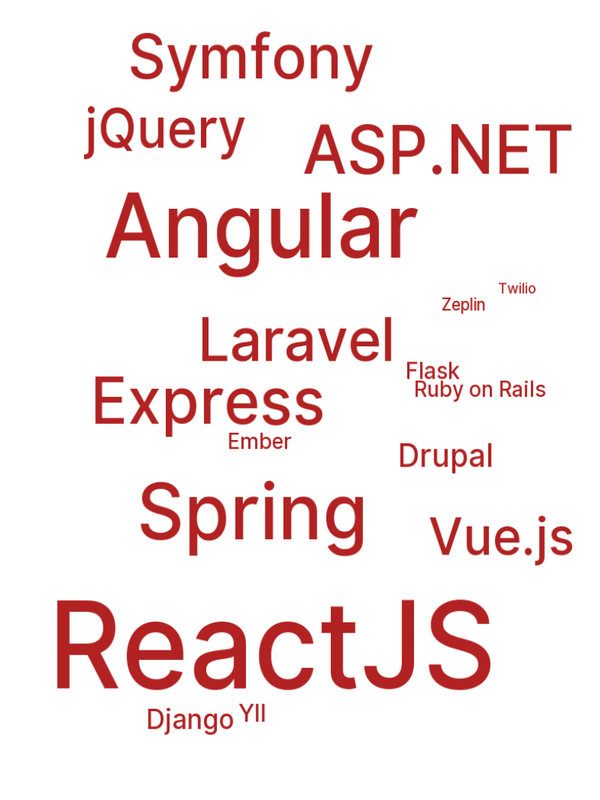 Symfony
jQuery
ASP.NET
Angular
Twilio
Zeplin
Laravel
Flask
Ruby on Rails
Express
Ember
Drupal
Spring
Vue.js
ReactJS
Django
YII